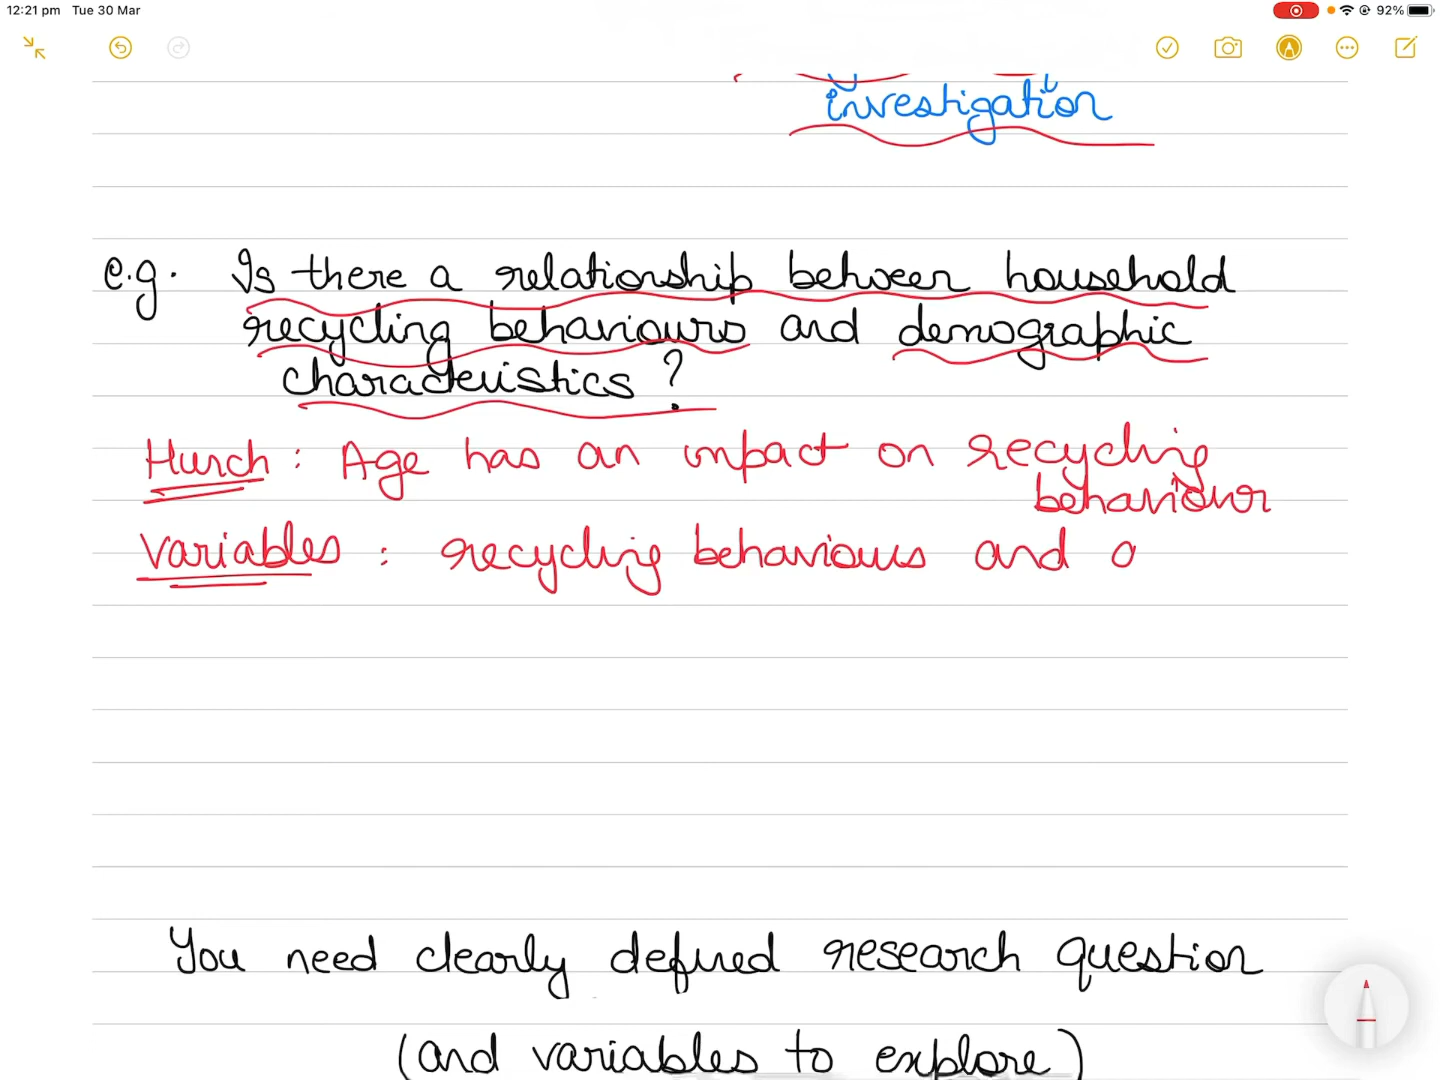 12:21 pm Tue 30 Mar 92%
investigation
e.g. Is there a relationship between household
recycling behaviours and demographic
characteristics?
Hunch: Age has an impact on recycling
behaviour
Variables: recycling behaviours and a
You need clearly defined research question
(and variables to explore)